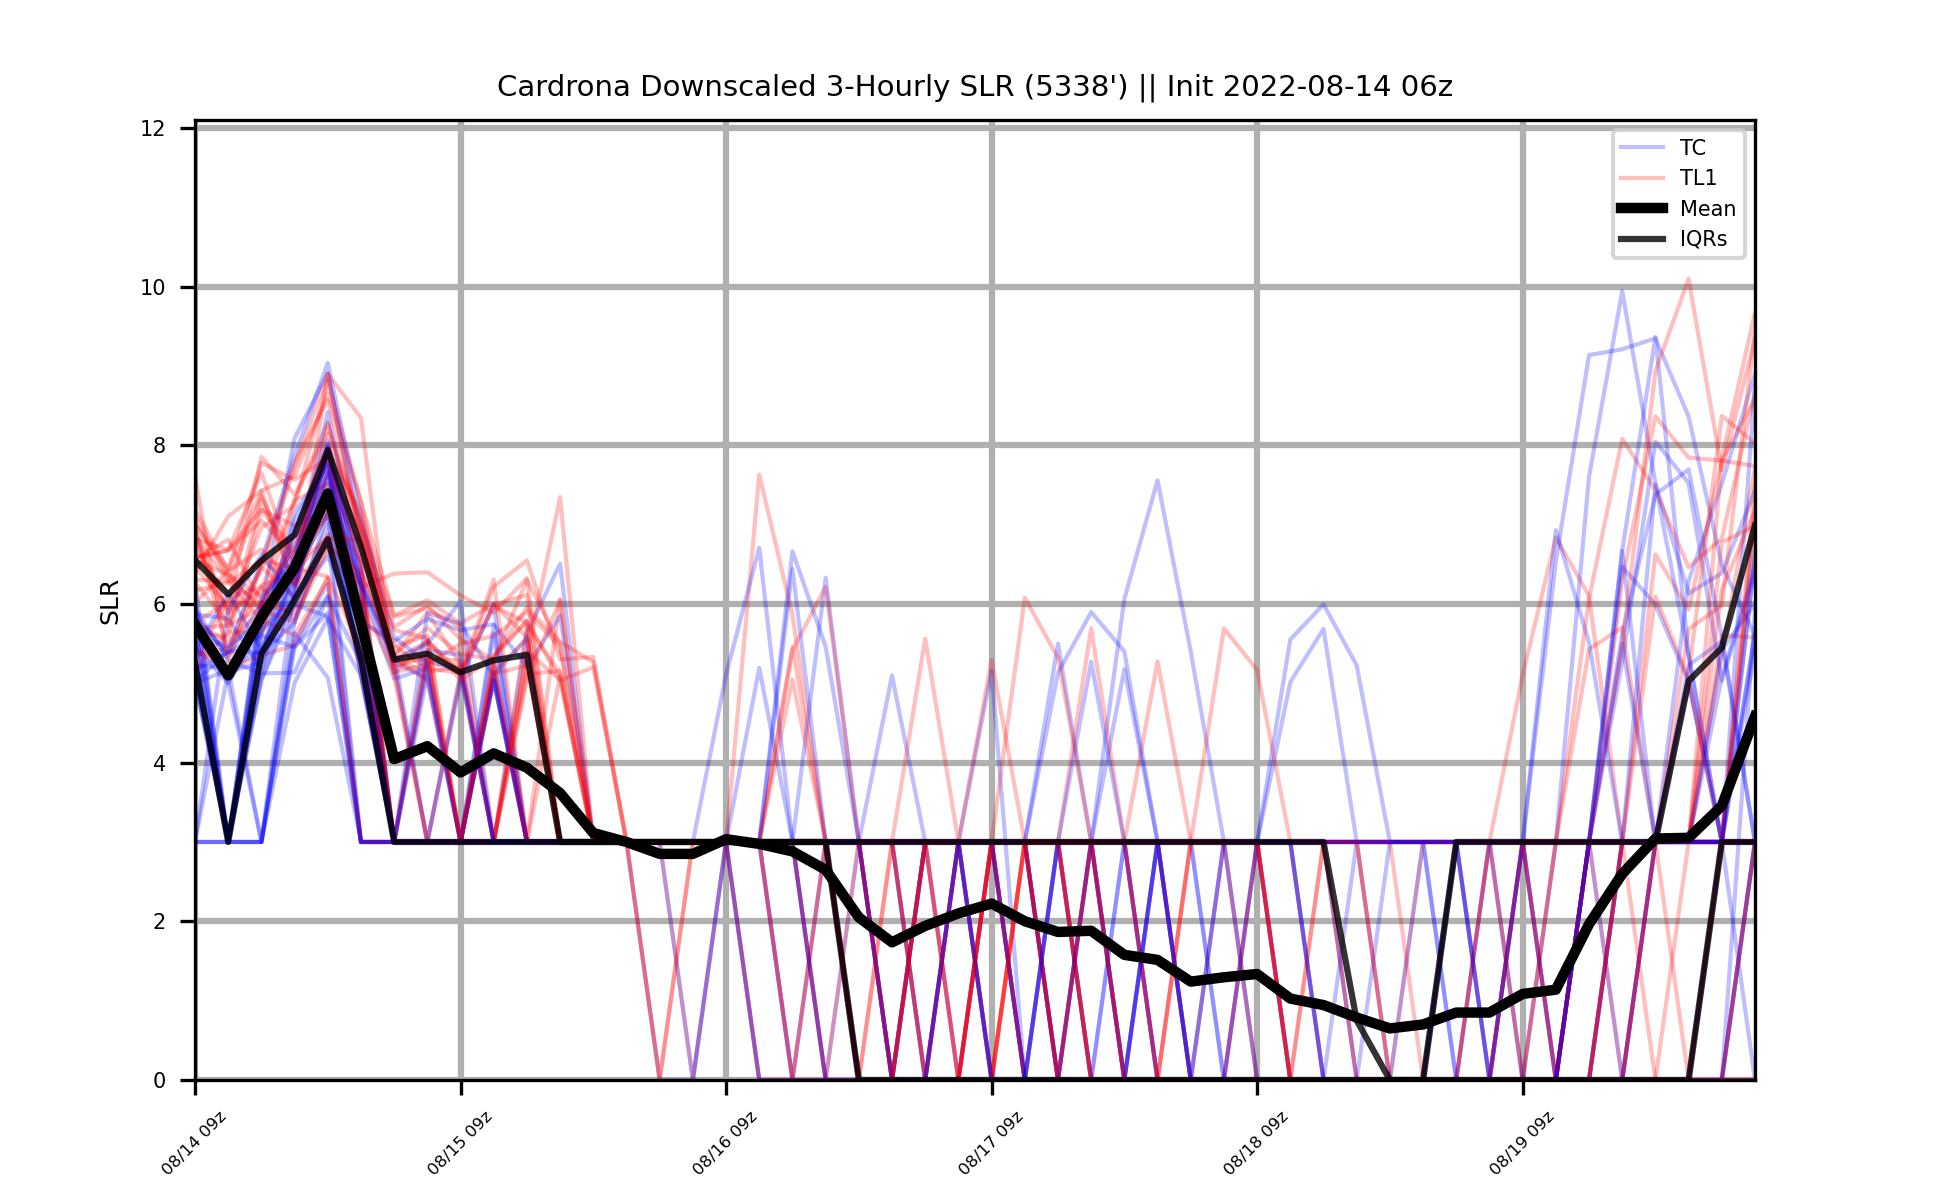 Cardrona Downscaled 3-Hourly SLR (5338') || Init 2022-08-14 06z
TC
TL1
Mean
IQRs
SLR
12
10
8
6
4
2
0
08/14 09z
08/15 09z
08/16 09z
08/17 09z
08/18 09z
08/19 09z